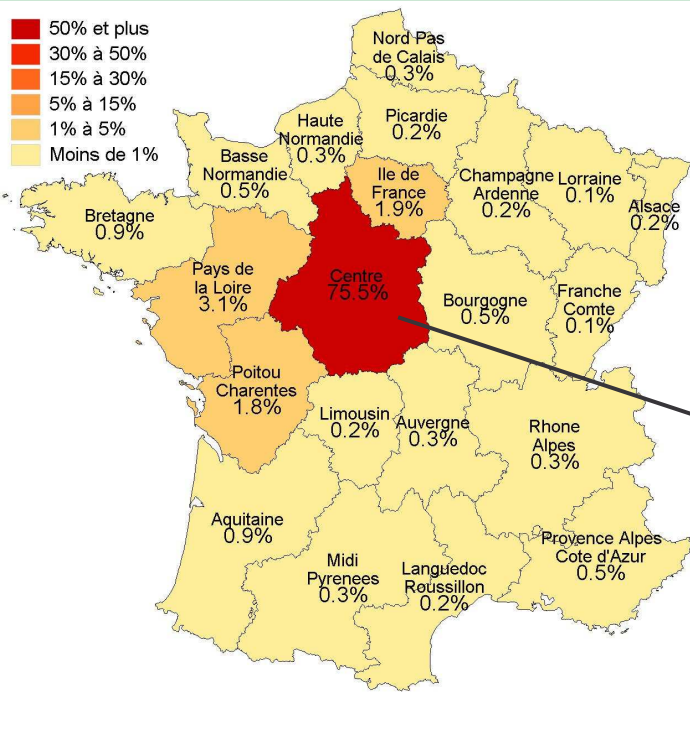 50% et plus
30% à 50%
15% à 30%
5% à 15%
1% à 5%
Moins de 1%
Nord Pas
de Calais
0.3%
Picardie
0.2%
Haute
Normandie
0.3%
Basse
Normandie
0.5%
Ile de
France
1.9%
Champagne
Ardenne
0.2%
Lorraine
0.1%
Alsace
0.2%
Bretagne
0.9%
Pays de
la Loire
3.1%
Centre
75.5%
Bourgogne
0.5%
Franche
Comte
0.1%
Poitou
Charentes
1.8%
Limousin
0.2%
Auvergne
0.3%
Rhone
Alpes
0.3%
Aquitaine
0.9%
Midi
Pyrenees
0.3%
Languedoc
Roussillon
0.2%
Provence Alpes
Cote d'Azur
0.5%